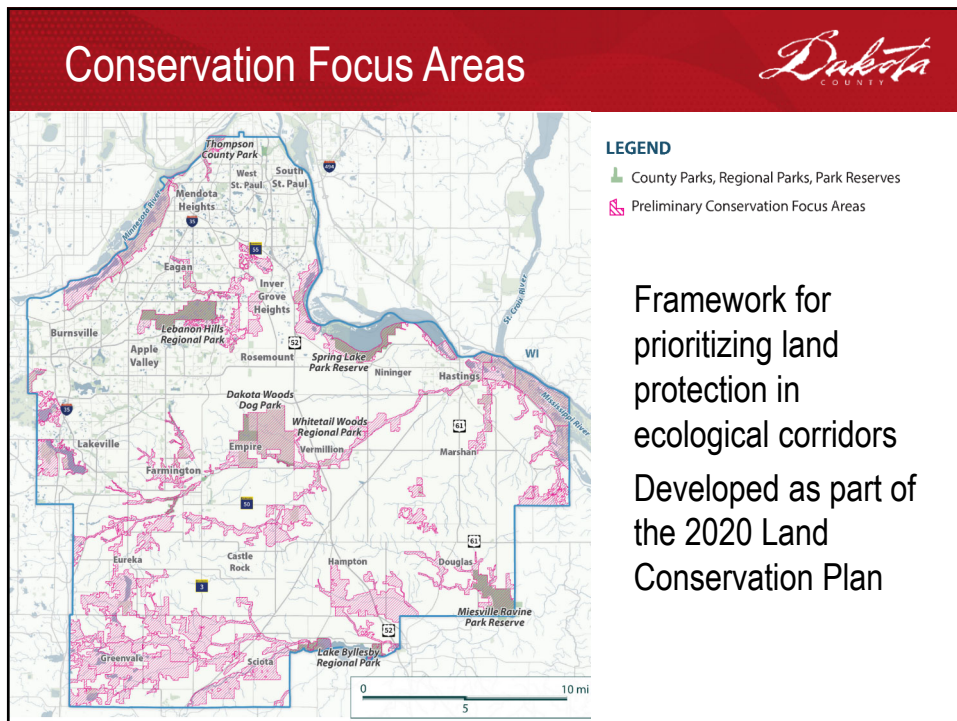 Conservation Focus Areas
Dakota
COUNTY
Thompson
County Park
West
St. Paul
South
St. Paul
494
Mendota
Heights
Minnesota River
35
55
Eagan
Inver
Grove
Heights
St. Croix River
Lebanon Hills
Regional Park
Burnsville
Apple
Valley
52
Rosemount
Spring Lake
Park Reserve
WI
Nininger
Hastings
Mississippi River
Dakota Woods
Dog Park
Whitetail Woods
Regional Park
35
61
Lakeville
Empire
Vermillion
Marshan
Farmington
50
61
Eureka
Castle
Rock
Hampton
Douglas
3
Miesville Ravine
Park Reserve
52
Greenvale
Sciota
Lake Byllesby
Regional Park
0
10 mi
5
LEGEND
County Parks, Regional Parks, Park Reserves
Preliminary Conservation Focus Areas
Framework for
prioritizing land
protection in
ecological corridors
Developed as part of
the 2020 Land
Conservation Plan